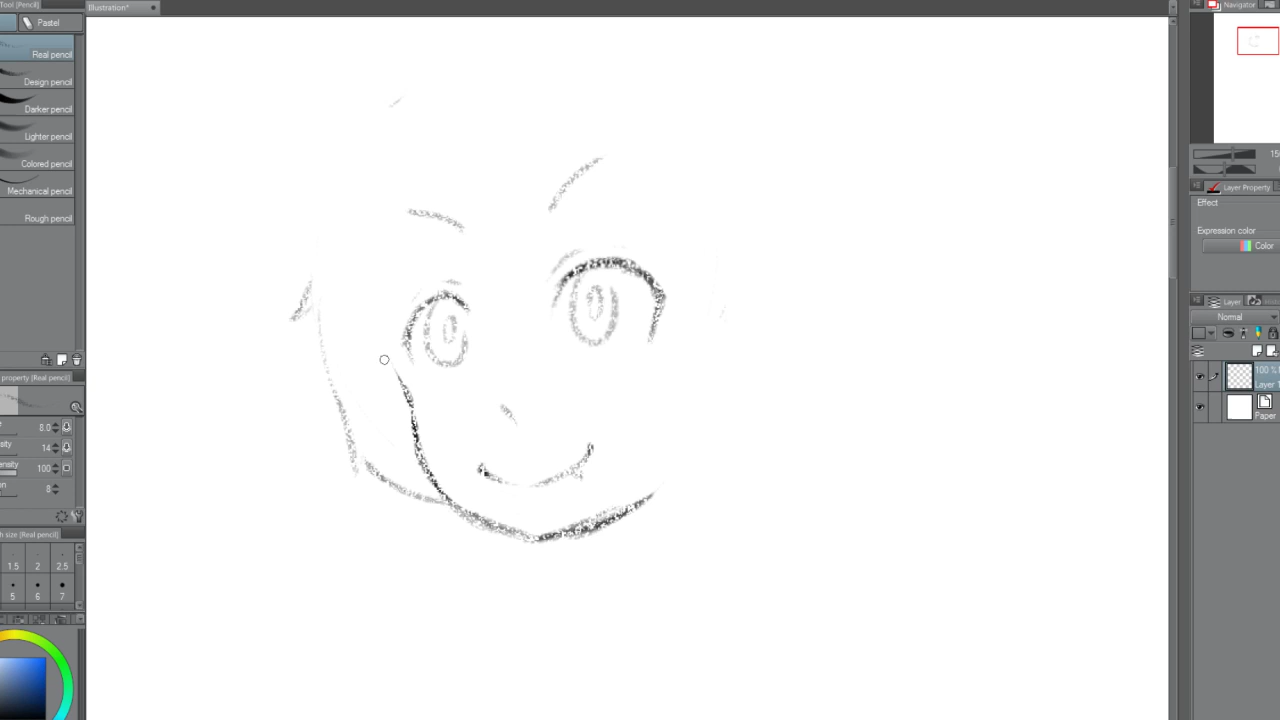 Tool [Pencil]
Pastel
Real pencil
Design pencil
Darker pencil
Lighter pencil
Colored pencil
Mechanical pencil
Rough pencil
property [Real pencil]
8.0
14
100
8
size [Real pencil]
1.5 2 2.5
5 6 7
Illustration*
Navigator
Layer Property
Effect
Expression color
Color
Layer
Normal
100 %
Layer
Paper